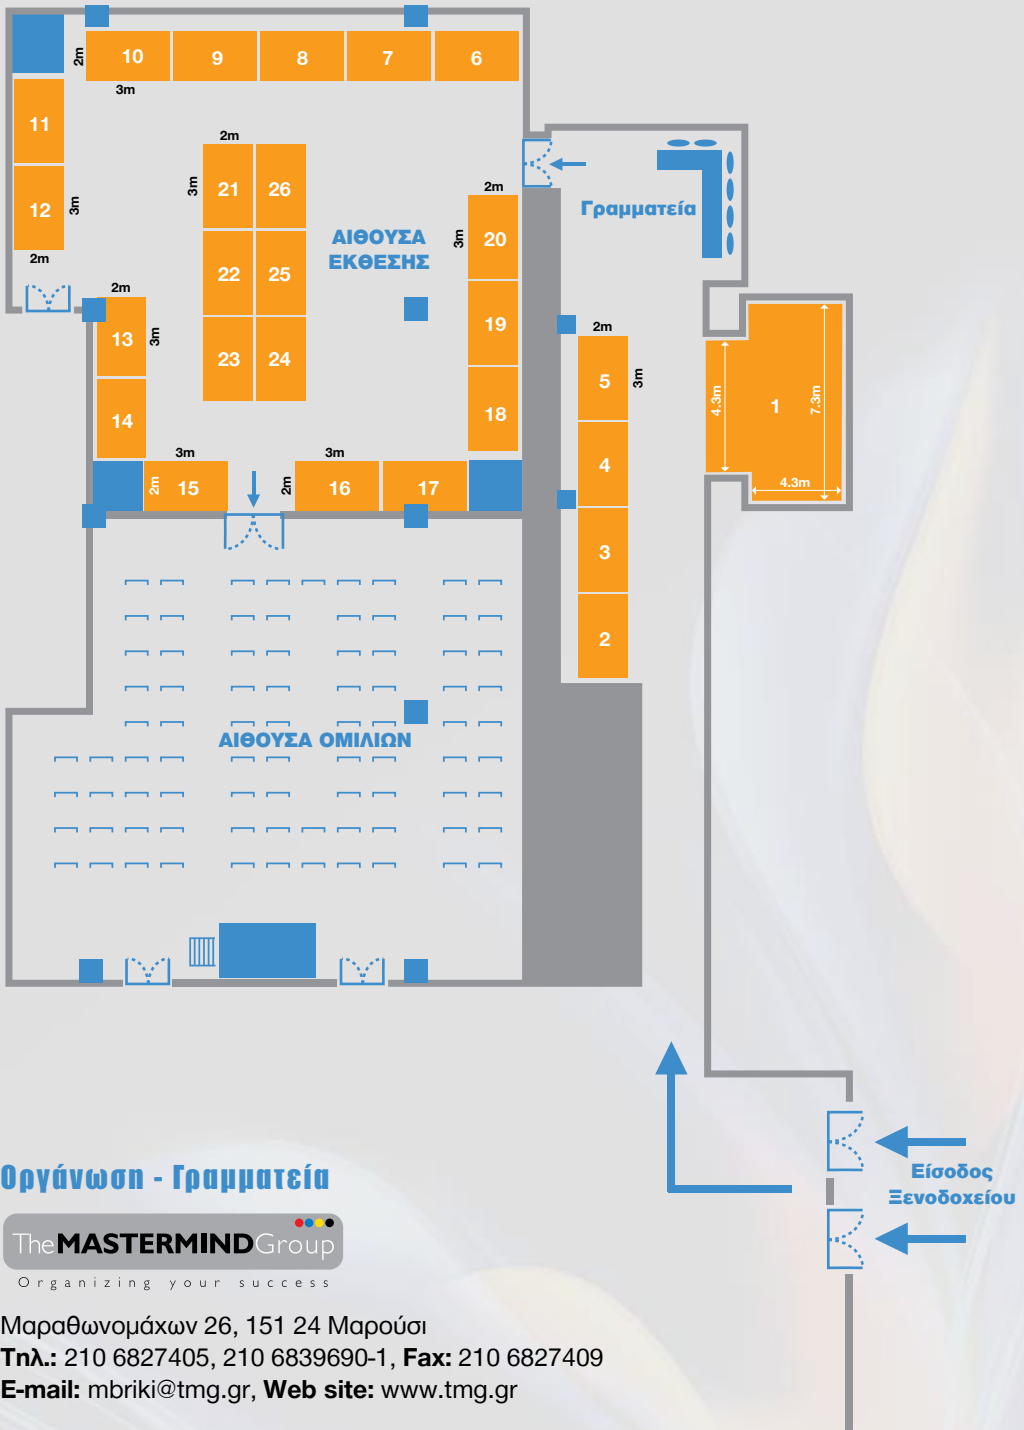 10 9 8 7 6
2m
3m
11
12
3m
2m
2m
3m
21 26
22 25
23 24
ΑΙΘΟΥΣΑ
ΕΚΘΕΣΗΣ
2m
3m
20
19
18
Γραμματεία
2m
3m
13
14
2m
3m
5
4
3
2
4.3m
1
7.3m
4.3m
3m
2m
15
3m
2m
16 17
ΑΙΘΟΥΣΑ ΟΜΙΛΙΩΝ
Είσοδος
Ξενοδοχείου
Οργάνωση - Γραμματεία
The MASTERMIND Group
Organizing your success
Μαραθωνομάχων 26, 151 24 Μαρούσι
Τηλ.: 210 6827405, 210 6839690-1, Fax: 210 6827409
E-mail: mbriki@tmg.gr, Web site: www.tmg.gr